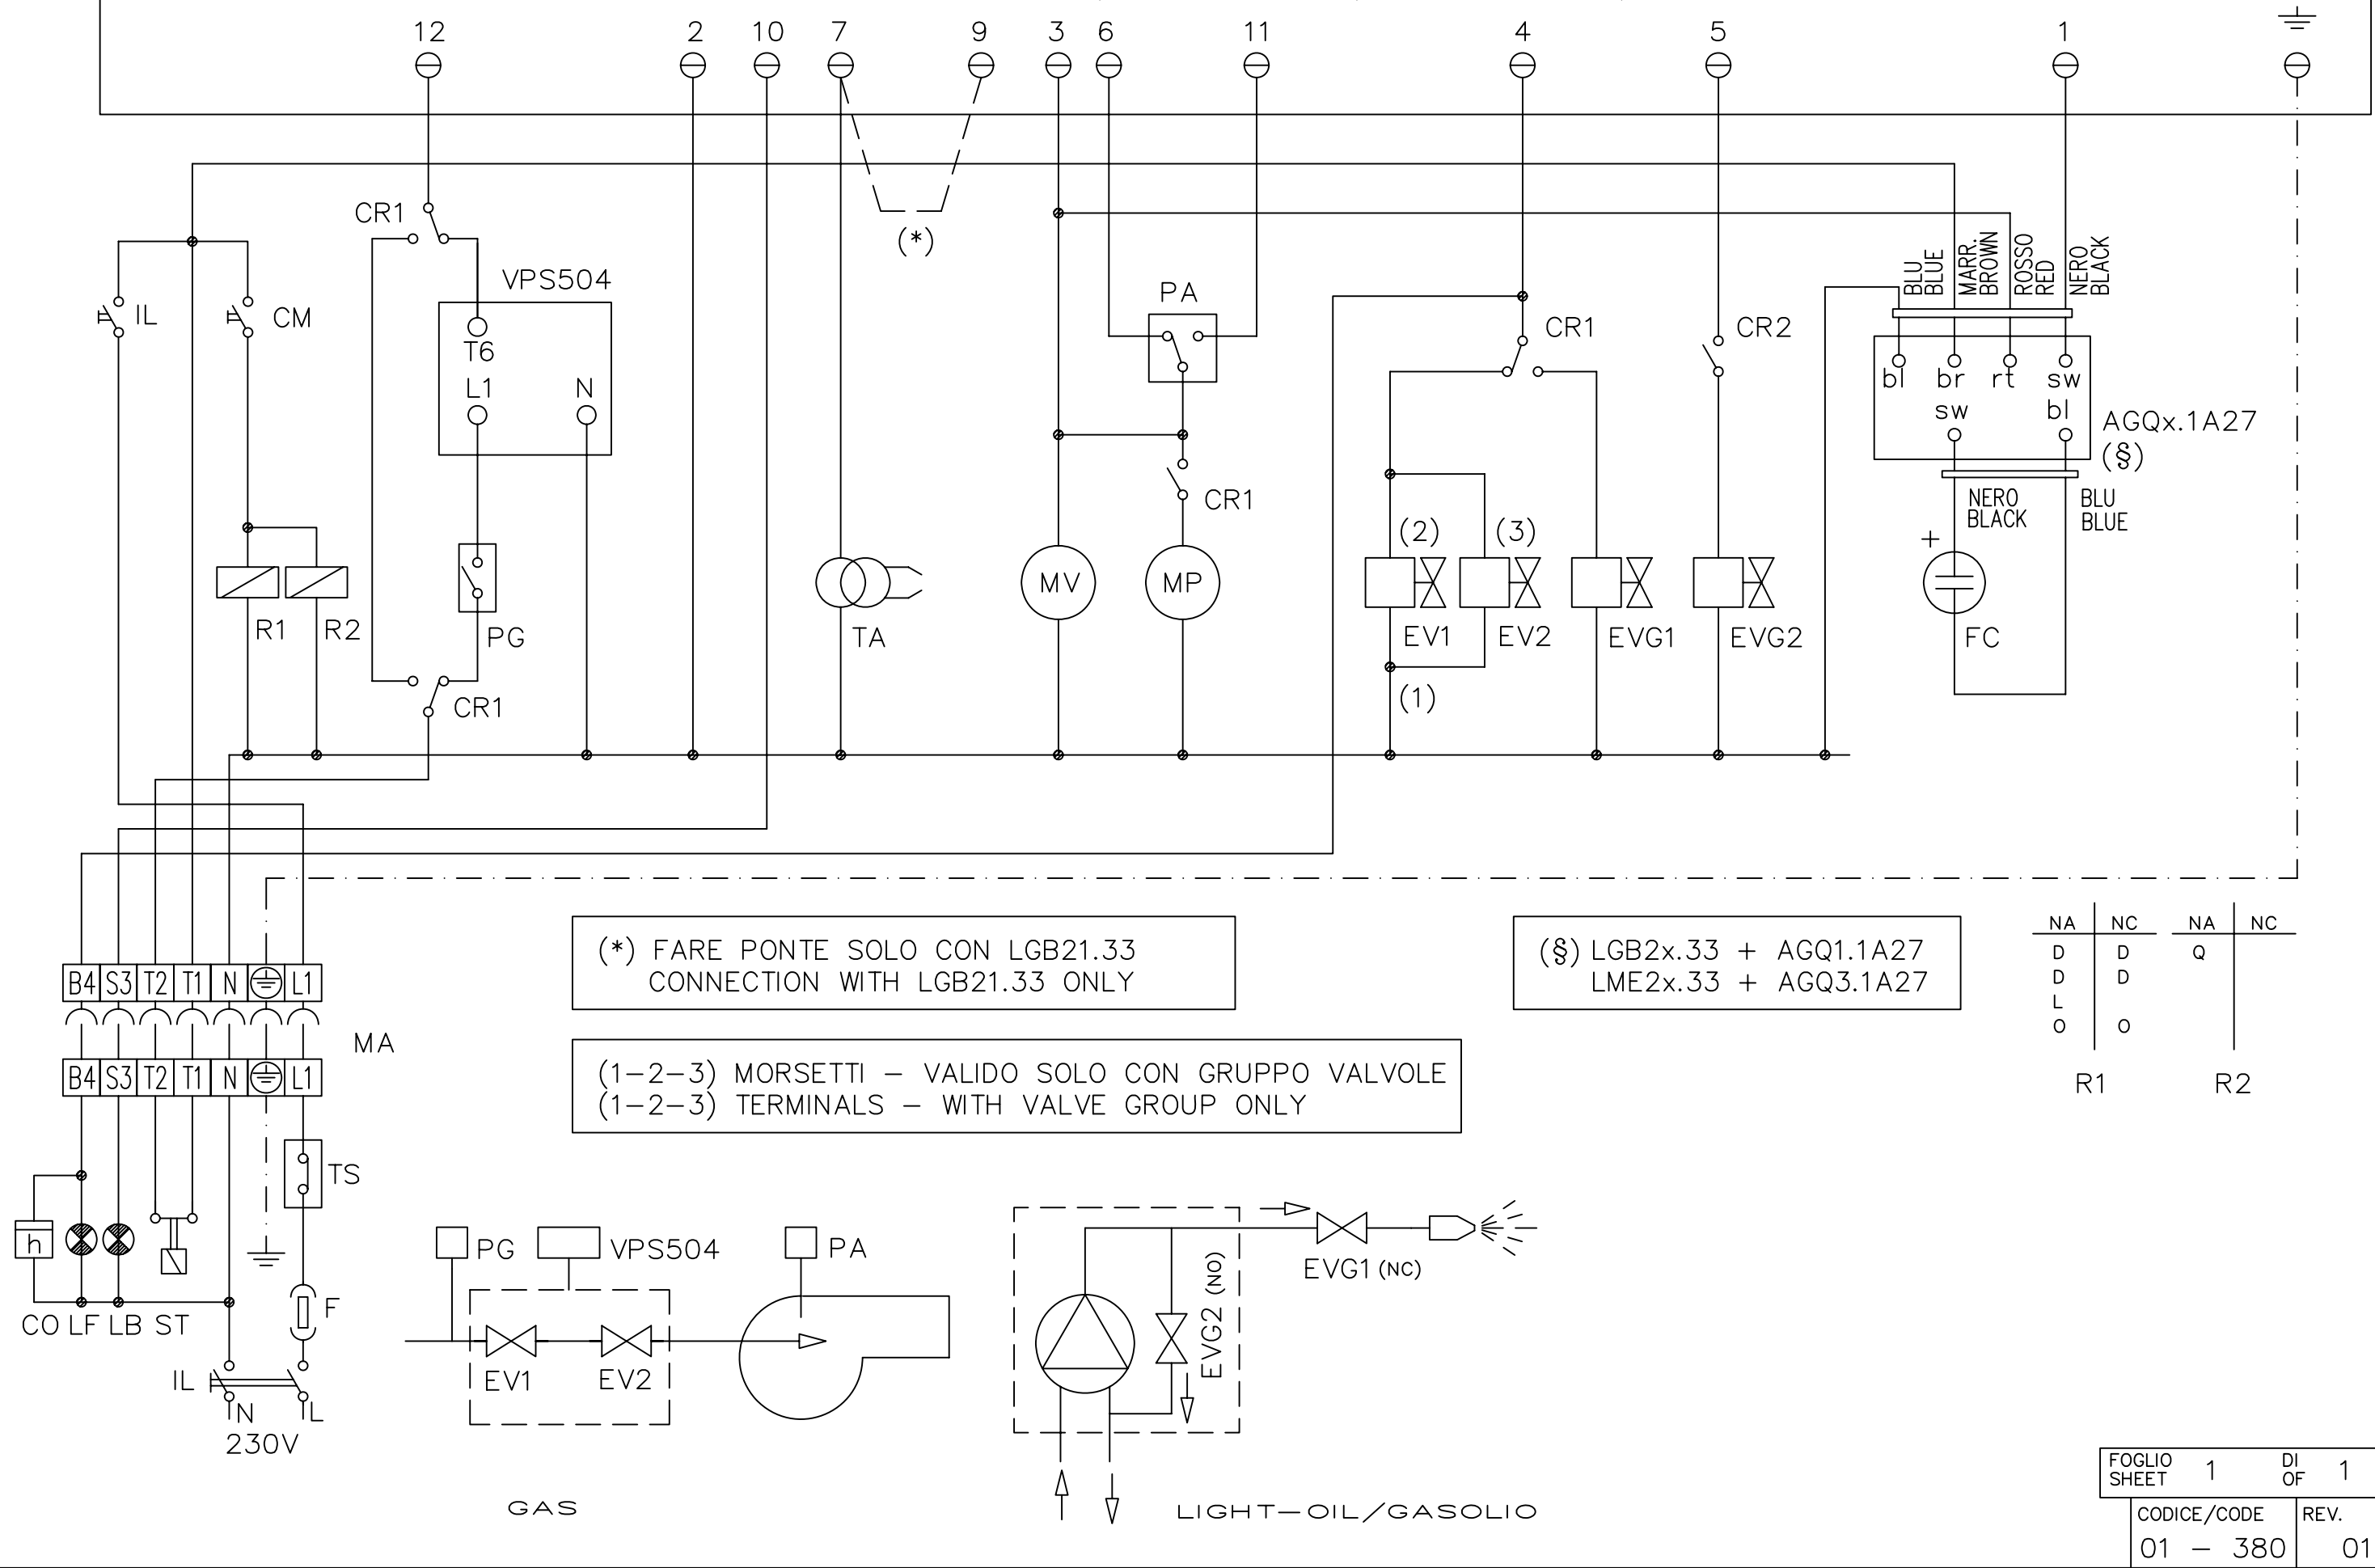 12 2 10 7 9 3 6 11 4 5 1
CR1
(*)
VPS504
T6
L1 N
IL
CM
R1 R2
PG
CR1
TA
PA
CR1
MV
MP
CR1
CR2
(2) (3)
EV1 EV2 EVG1 EVG2
(1)
BLU
BLUE
MARR.
BROWN
ROSSO
RED
NERO
BLACK
bl br rt sw
sw bl
AGQx.1A27
(§)
NERO
BLACK
BLU
BLUE
+
FC
B4 S3 T2 T1 N L1
MA
B4 S3 T2 T1 N L1
(*) FARE PONTE SOLO CON LGB21.33
CONNECTION WITH LGB21.33 ONLY
(§) LGB2x.33 + AGQ1.1A27
LME2x.33 + AGQ3.1A27
(1-2-3) MORSETTI - VALIDO SOLO CON GRUPPO VALVOLE
(1-2-3) TERMINALS - WITH VALVE GROUP ONLY
NA NC NA NC
D D Q
D D
L
O O
R1 R2
TS
h
CO LF LB ST
F
IL
N L
230V
PG VPS504 PA
EV1 EV2
GAS
EVG1 (NC)
EVG2 (NO)
LIGHT-OIL/GASOLIO
FOGLIO
SHEET 1 DI
OF 1
CODICE/CODE REV.
01 - 380 01